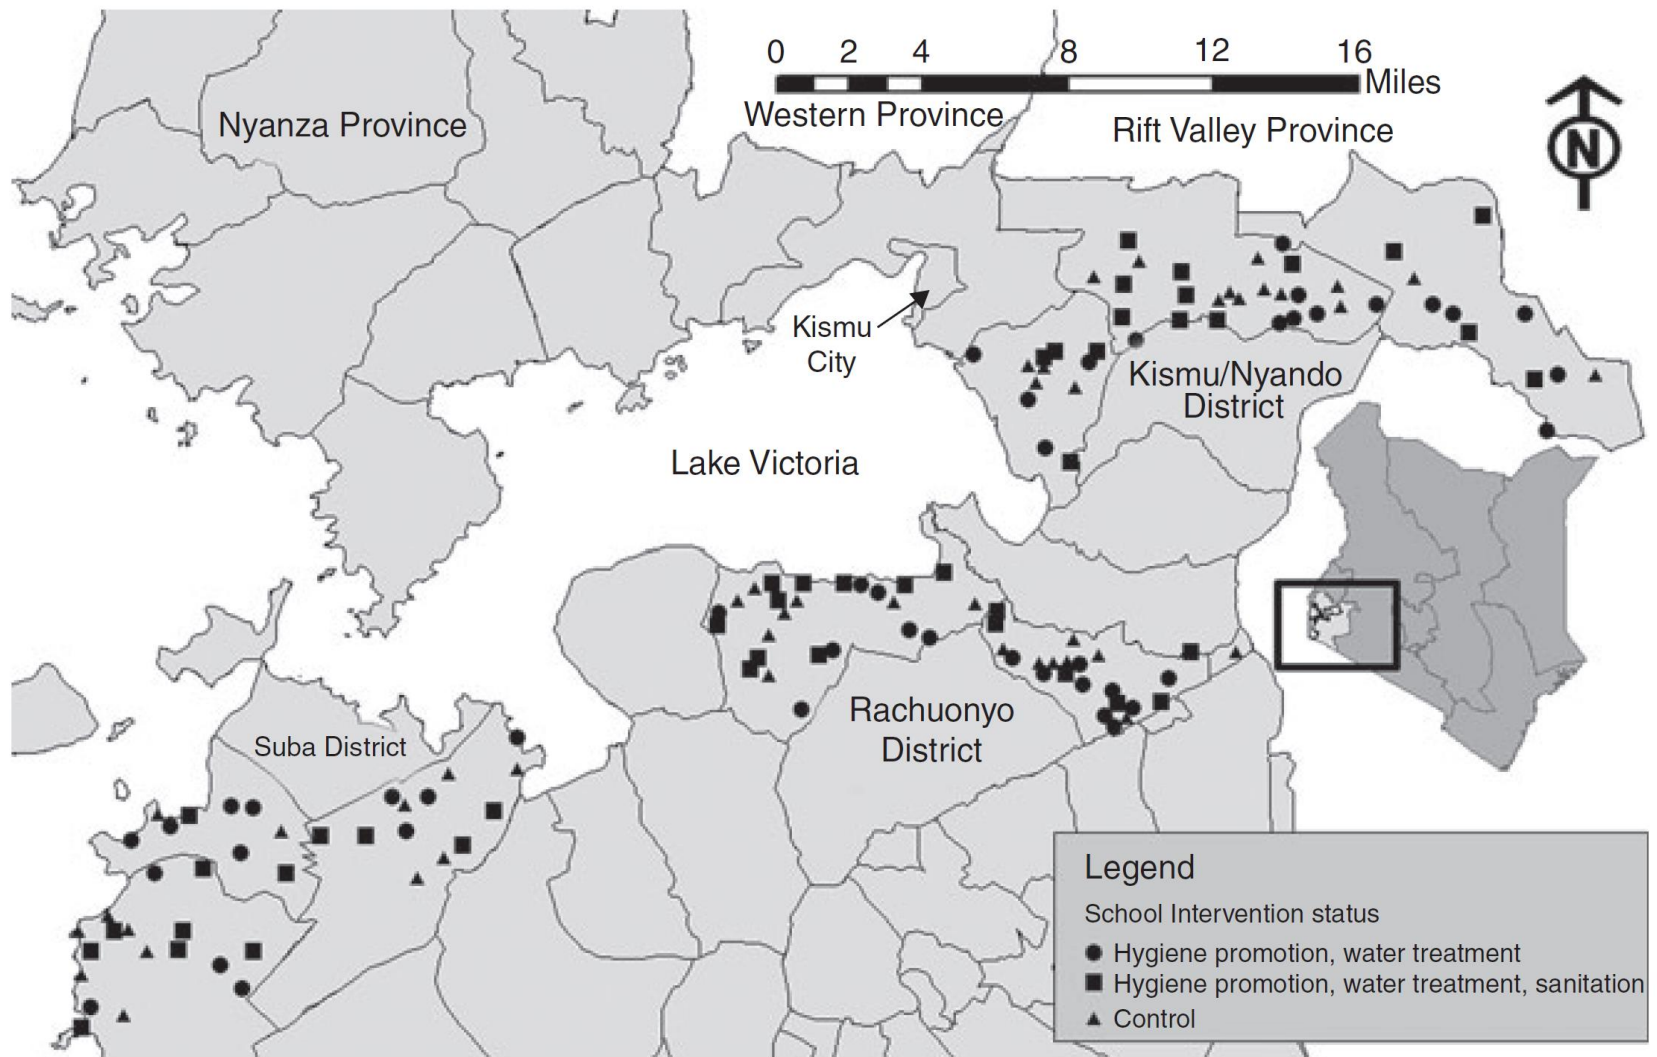 0 2 4 8 12 16
Miles
Western Province
Nyanza Province
Rift Valley Province
N
Kismu
City
Kismu/Nyando
District
Lake Victoria
Rachuonyo
District
Suba District
Legend
School Intervention status
Hygiene promotion, water treatment
Hygiene promotion, water treatment, sanitation
Control